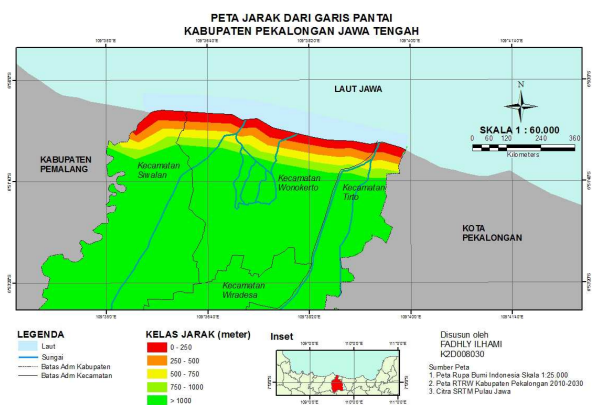 PETA JARAK DARI GARIS PANTAI
KABUPATEN PEKALONGAN JAWA TENGAH
LAUT JAWA
N
SKALA 1 : 60.000
0 60 120 240 360
Kilometers
KABUPATEN
PEMALANG
Kecamatan
Siwalan
Kecamatan
Wonokerto
Kecamatan
Tirto
KOTA
PEKALONGAN
Kecamatan
Wiradesa
LEGENDA
Laut
Sungai
Batas Adm Kabupaten
Batas Adm Kecamatan
KELAS JARAK (meter)
0 - 250
250 - 500
500 - 750
750 - 1000
> 1000
Inset
Disusun oleh
FADHLY ILHAMI
K2D008030
Sumber Peta
1. Peta Rupa Bumi Indonesia Skala 1:25.000
2. Peta RTRW Kabupaten Pekalongan 2010-2030
3. Citra SRTM Pulau Jawa